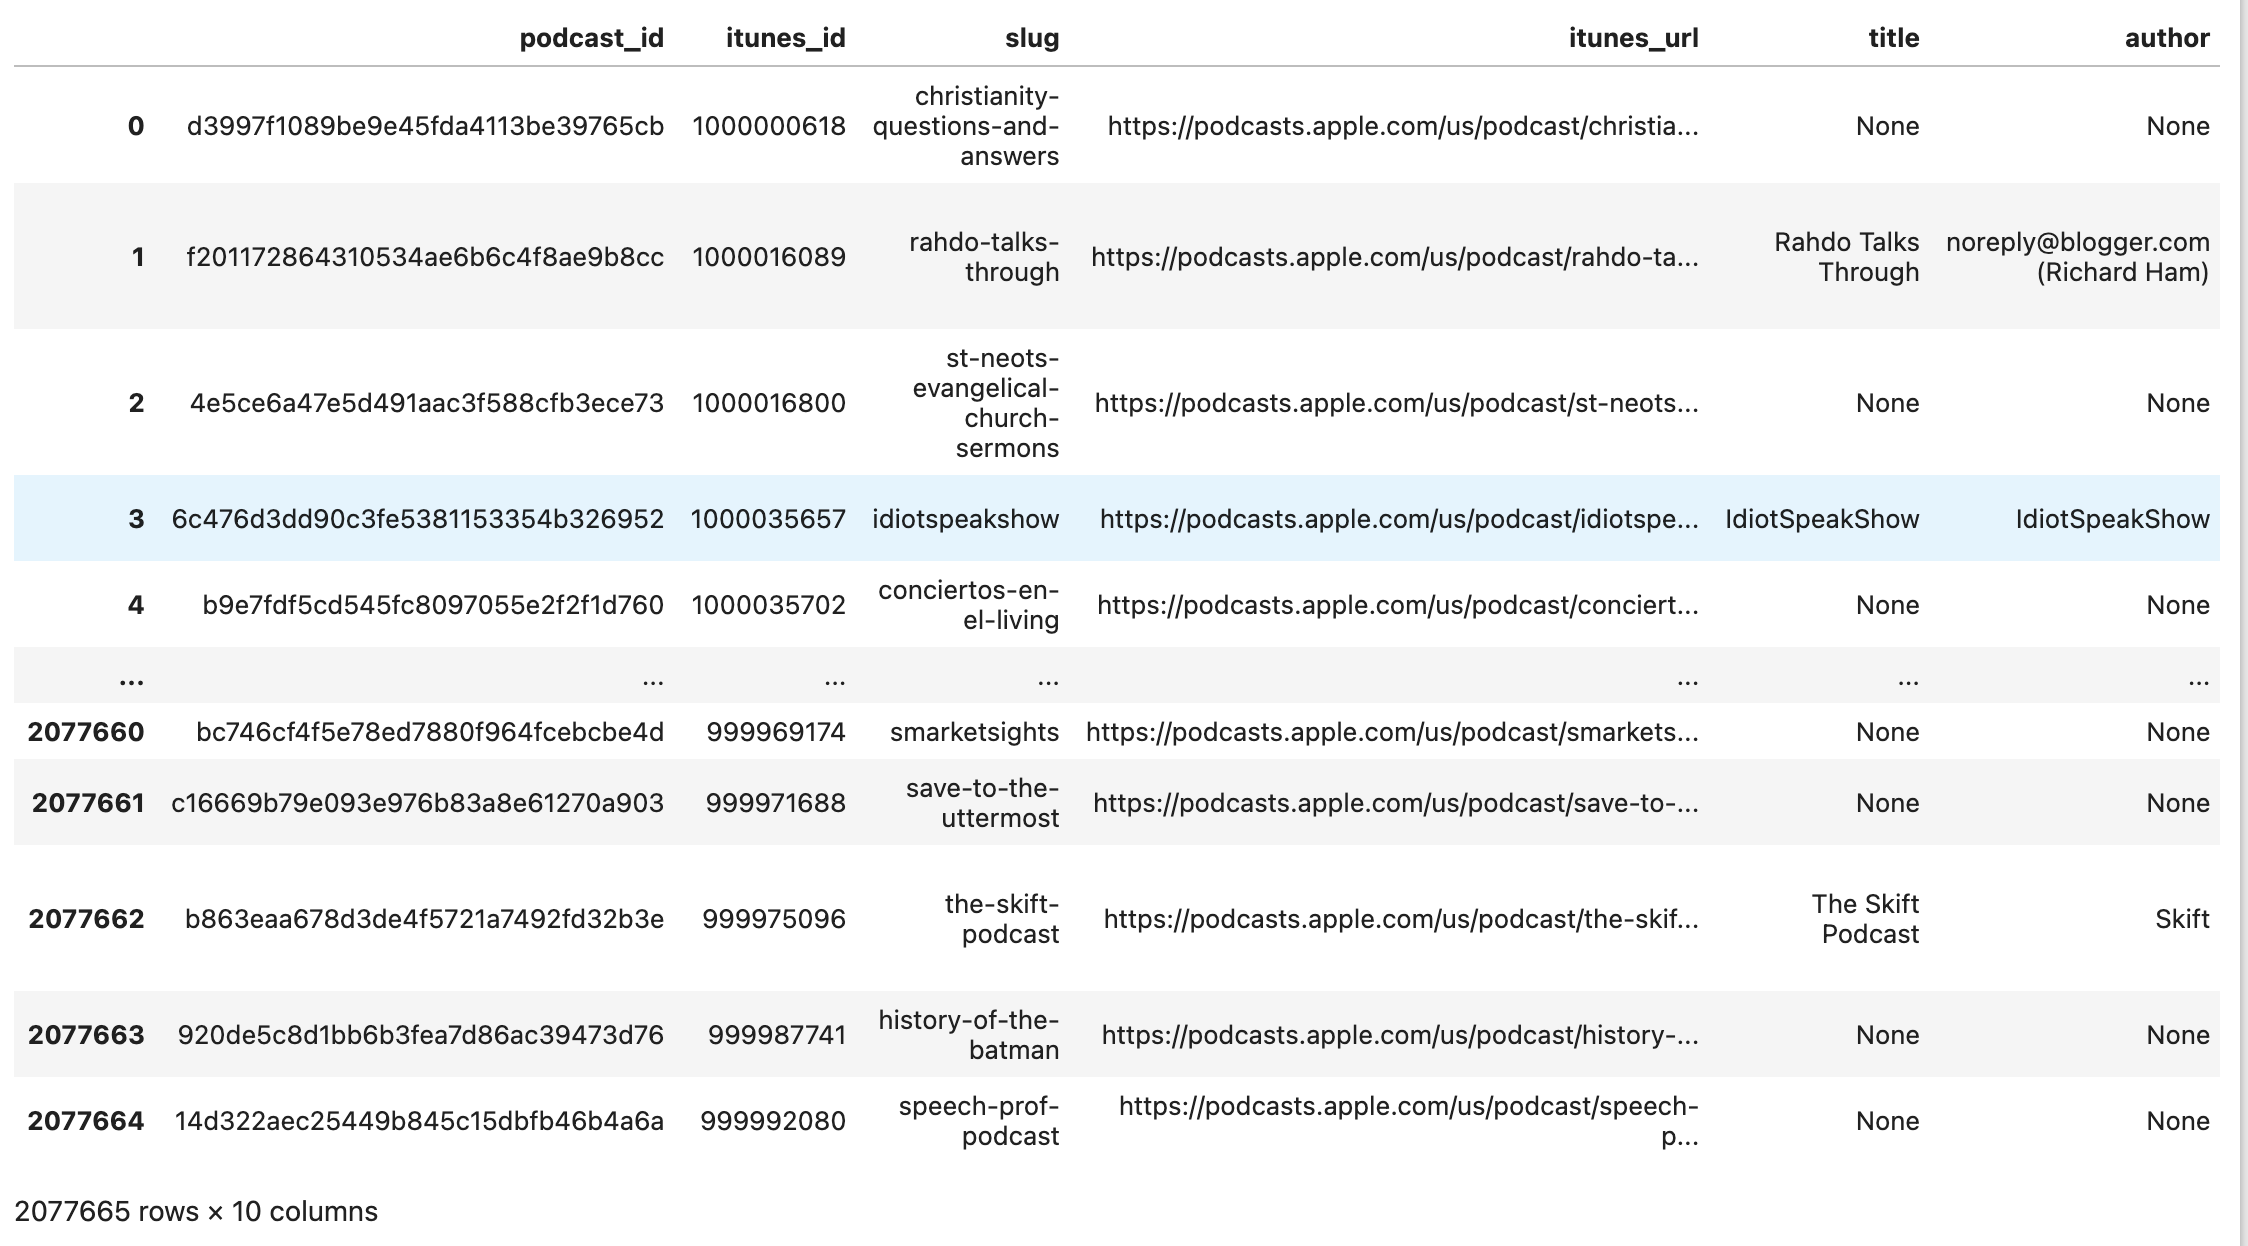 podcast_id itunes_id slug itunes_url title author
christianity-
0 d3997f1089be9e45fda4113be39765cb 1000000618 questions-and- https://podcasts.apple.com/us/podcast/christia... None None
answers
rahdo-talks- Rahdo Talks noreply@blogger.com
1 f201172864310534ae6b6c4f8ae9b8cc 1000016089 https://podcasts.apple.com/us/podcast/rahdo-ta...
through Through (Richard Ham)
st-neots-
evangelical-
2 4e5ce6a47e5d491aac3f588cfb3ece73 1000016800 https://podcasts.apple.com/us/podcast/st-neots... None None
church-
sermons
3 6c476d3dd90c3fe5381153354b326952 1000035657 idiotspeakshow https://podcasts.apple.com/us/podcast/idiotspe... IdiotSpeakShow IdiotSpeakShow
conciertos-en-
4 b9e7fdf5cd545fc8097055e2f2f1d760 1000035702 https://podcasts.apple.com/us/podcast/conciert... None None
el-living
... ... ... ... ... ... ...
2077660 bc746cf4f5e78ed7880f964fcebcbe4d 999969174 smarketsights https://podcasts.apple.com/us/podcast/smarkets... None None
save-to-the-
2077661 c16669b79e093e976b83a8e61270a903 999971688 https://podcasts.apple.com/us/podcast/save-to-... None None
uttermost
the-skift- The Skift
2077662 b863eaa678d3de4f5721a7492fd32b3e 999975096 https://podcasts.apple.com/us/podcast/the-skif... Skift
podcast Podcast
history-of-the-
2077663 920de5c8d1bb6b3fea7d86ac39473d76 999987741 https://podcasts.apple.com/us/podcast/history-... None None
batman
speech-prof- https://podcasts.apple.com/us/podcast/speech-
2077664 14d322aec25449b845c15dbfb46b4a6a 999992080 None None
podcast p...
2077665 rows × 10 columns